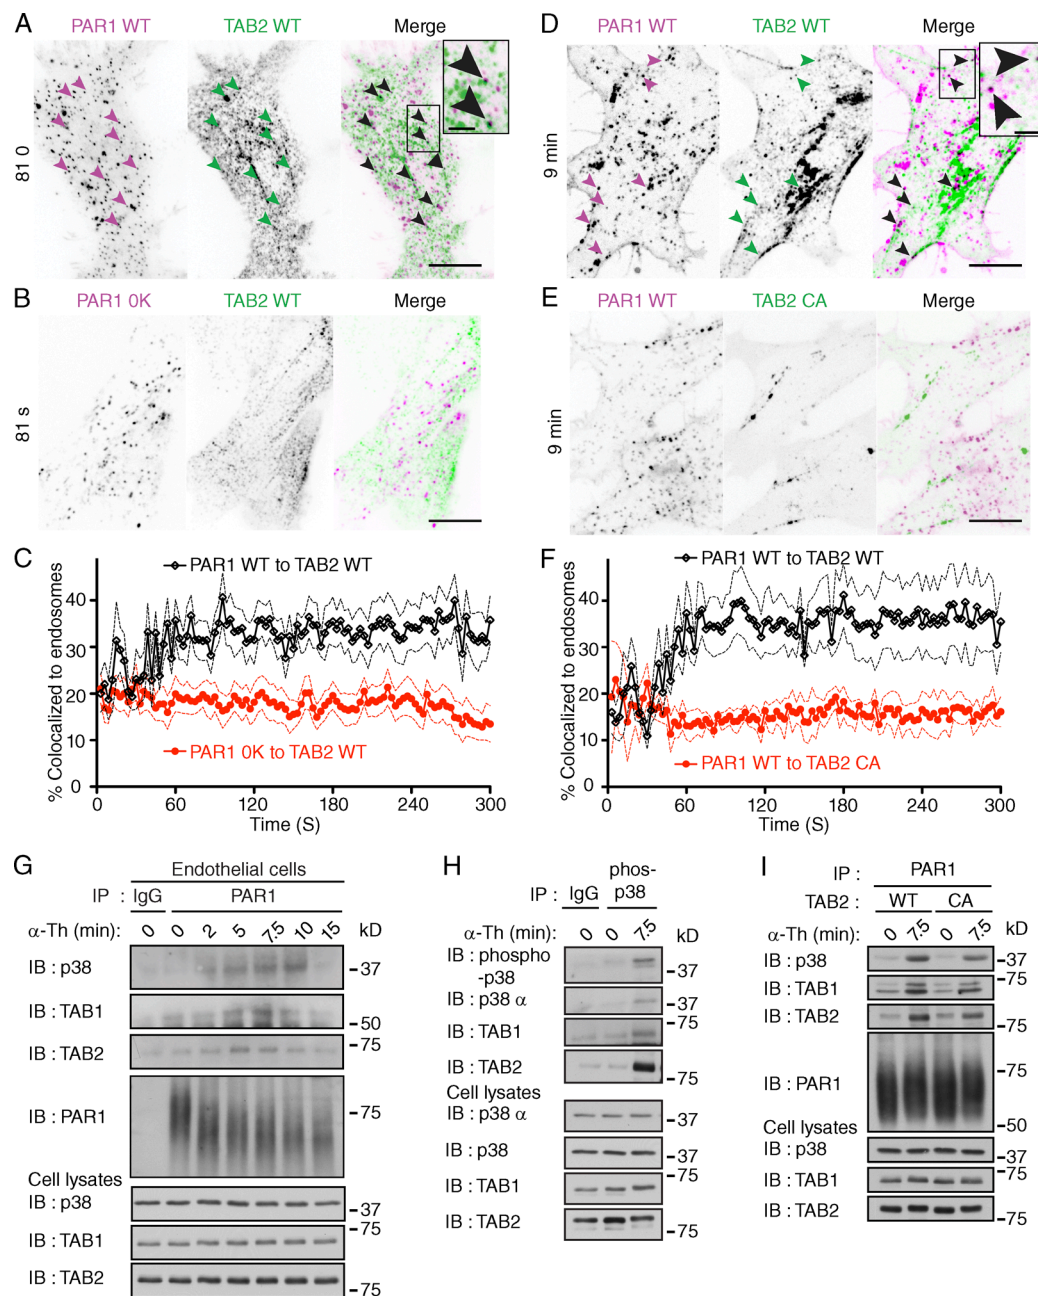 A PAR1 WT TAB2 WT Merge
81 0
B PAR1 0K TAB2 WT Merge
81 s
C
PAR1 WT to TAB2 WT
PAR1 0K to TAB2 WT
% Colocalized to endosomes
40
30
20
10
0
0 60 120 180 240 300
Time (S)
D PAR1 WT TAB2 WT Merge
9 min
E PAR1 WT TAB2 CA Merge
9 min
F
PAR1 WT to TAB2 WT
PAR1 WT to TAB2 CA
% Colocalized to endosomes
40
30
20
10
0
0 60 120 180 240 300
Time (S)
G
Endothelial cells
IP : IgG PAR1
α-Th (min): 0 0 2 5 7.5 10 15 kD
IB : p38 -37
IB : TAB1 -50
IB : TAB2 -75
IB : PAR1 -75
Cell lysates
IB : p38 -37
IB : TAB1 -75
IB : TAB2 -75
H
phos-
IP : IgG p38
α-Th (min): 0 0 7.5 kD
IB : phospho
-p38 -37
IB : p38 α -37
IB : TAB1 -75
IB : TAB2 -75
Cell lysates
IB : p38 α -37
IB : p38 -37
IB : TAB1 -75
IB : TAB2 -75
I
IP : PAR1
TAB2 : WT CA
α-Th (min): 0 7.5 0 7.5 kD
IB : p38 -37
IB : TAB1 -75
IB : TAB2 -75
IB : PAR1 -75
-50
Cell lysates
IB : p38 -37
IB : TAB1 -75
IB : TAB2 -75